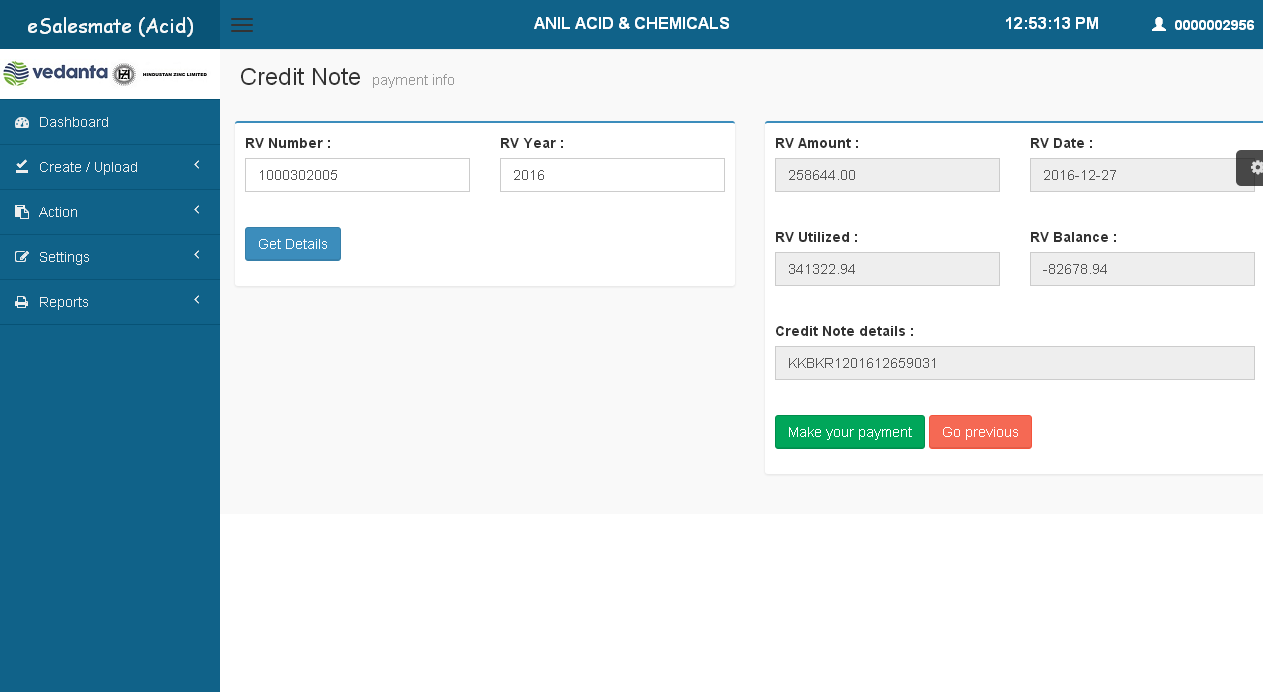 eSalesmate (Acid)
ANIL ACID & CHEMICALS
12:53:13 PM
0000002956
vedanta
HINDUSTAN ZINC LIMITED
Dashboard
Create / Upload
Action
Settings
Reports
Credit Note payment info
RV Number :
RV Year :
1000302005
2016
Get Details
RV Amount :
RV Date :
258644.00
2016-12-27
RV Utilized :
RV Balance :
341322.94
-82678.94
Credit Note details :
KKBKR1201612659031
Make your payment
Go previous